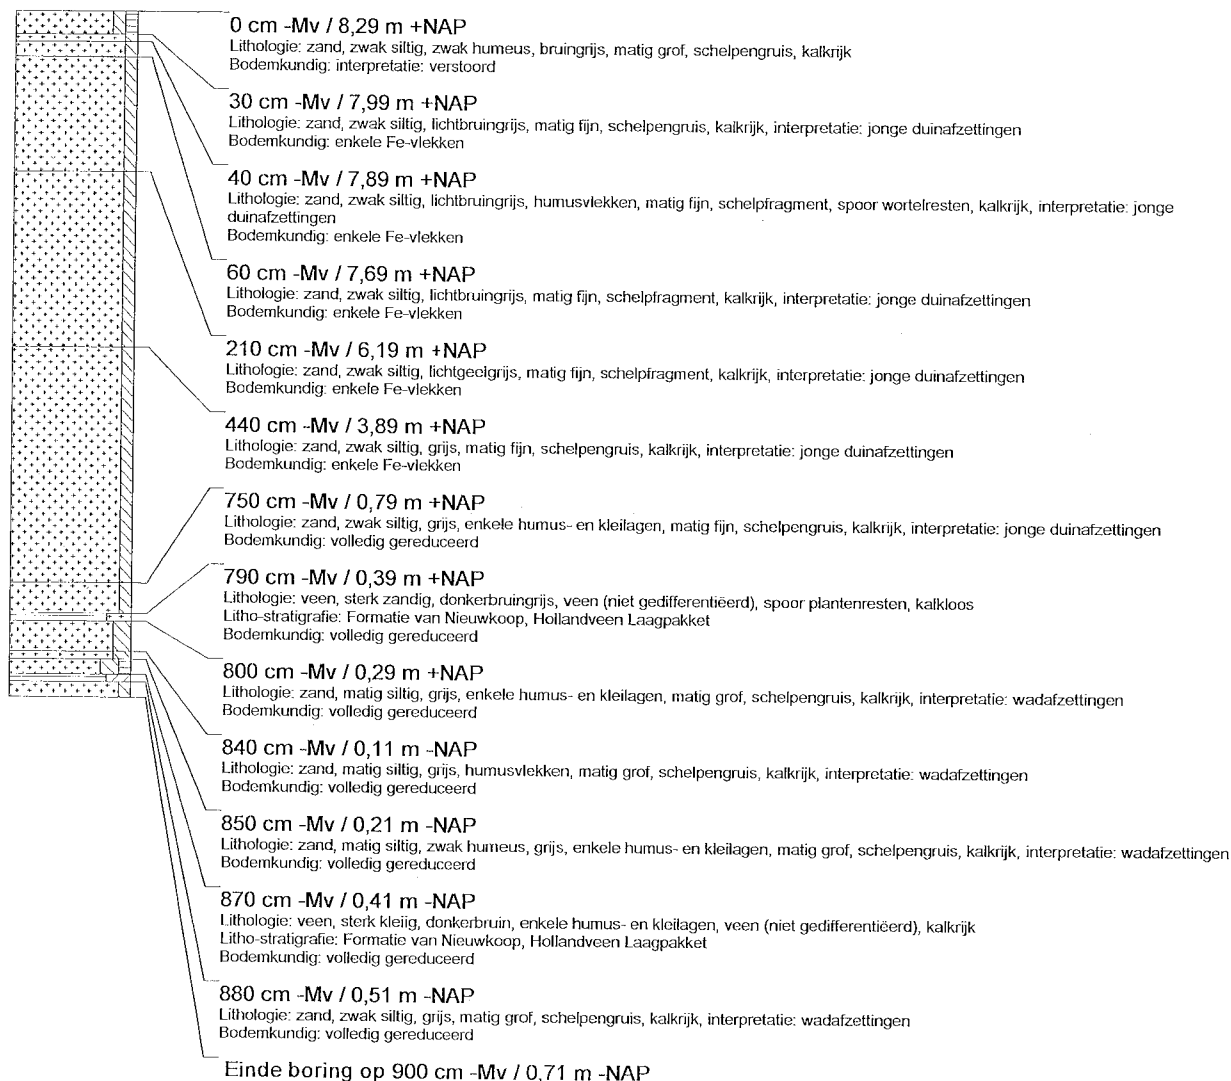 0 cm -Mv / 8,29 m +NAP
Lithologie: zand, zwak siltig, zwak humeus, bruingrijs, matig grof, schelpengruis, kalkrijk
Bodemkundig: interpretatie: verstoord
30 cm -Mv / 7,99 m +NAP
Lithologie: zand, zwak siltig, lichtbruingrijs, matig fijn, schelpengruis, kalkrijk, interpretatie: jonge duinafzettingen
Bodemkundig: enkele Fe-vlekken
40 cm -Mv / 7,89 m +NAP
Lithologie: zand, zwak siltig, lichtbruingrijs, humusvlekken, matig fijn, schelpfragment, spoor wortelresten, kalkrijk, interpretatie: jonge
duinafzettingen
Bodemkundig: enkele Fe-vlekken
60 cm -Mv / 7,69 m +NAP
Lithologie: zand, zwak siltig, lichtbruingrijs, matig fijn, schelpfragment, kalkrijk, interpretatie: jonge duinafzettingen
Bodemkundig: enkele Fe-vlekken
210 cm -Mv / 6,19 m +NAP
Lithologie: zand, zwak siltig, lichtgeelgrijs, matig fijn, schelpfragment, kalkrijk, interpretatie: jonge duinafzettingen
Bodemkundig: enkele Fe-vlekken
440 cm -Mv / 3,89 m +NAP
Lithologie: zand, zwak siltig, grijs, matig fijn, schelpengruis, kalkrijk, interpretatie: jonge duinafzettingen
Bodemkundig: enkele Fe-vlekken
750 cm -Mv / 0,79 m +NAP
Lithologie: zand, zwak siltig, grijs, enkele humus- en kleilagen, matig fijn, schelpengruis, kalkrijk, interpretatie: jonge duinafzettingen
Bodemkundig: volledig gereduceerd
790 cm -Mv / 0,39 m +NAP
Lithologie: veen, sterk zandig, donkerbruingrijs, veen (niet gedifferentiëerd), spoor plantenresten, kalkloos
Litho-stratigrafie: Formatie van Nieuwkoop, Hollandveen Laagpakket
Bodemkundig: volledig gereduceerd
800 cm -Mv / 0,29 m +NAP
Lithologie: zand, matig siltig, grijs, enkele humus- en kleilagen, matig grof, schelpengruis, kalkrijk, interpretatie: wadafzettingen
Bodemkundig: volledig gereduceerd
840 cm -Mv / 0,11 m -NAP
Lithologie: zand, matig siltig, grijs, humusvlekken, matig grof, schelpengruis, kalkrijk, interpretatie: wadafzettingen
Bodemkundig: volledig gereduceerd
850 cm -Mv / 0,21 m -NAP
Lithologie: zand, matig siltig, zwak humeus, grijs, enkele humus- en kleilagen, matig grof, schelpengruis, kalkrijk, interpretatie: wadafzettingen
Bodemkundig: volledig gereduceerd
870 cm -Mv / 0,41 m -NAP
Lithologie: veen, sterk kleiig, donkerbruin, enkele humus- en kleilagen, veen (niet gedifferentiëerd), kalkrijk
Litho-stratigrafie: Formatie van Nieuwkoop, Hollandveen Laagpakket
Bodemkundig: volledig gereduceerd
880 cm -Mv / 0,51 m -NAP
Lithologie: zand, zwak siltig, grijs, matig grof, schelpengruis, kalkrijk, interpretatie: wadafzettingen
Bodemkundig: volledig gereduceerd
Einde boring op 900 cm -Mv / 0,71 m -NAP